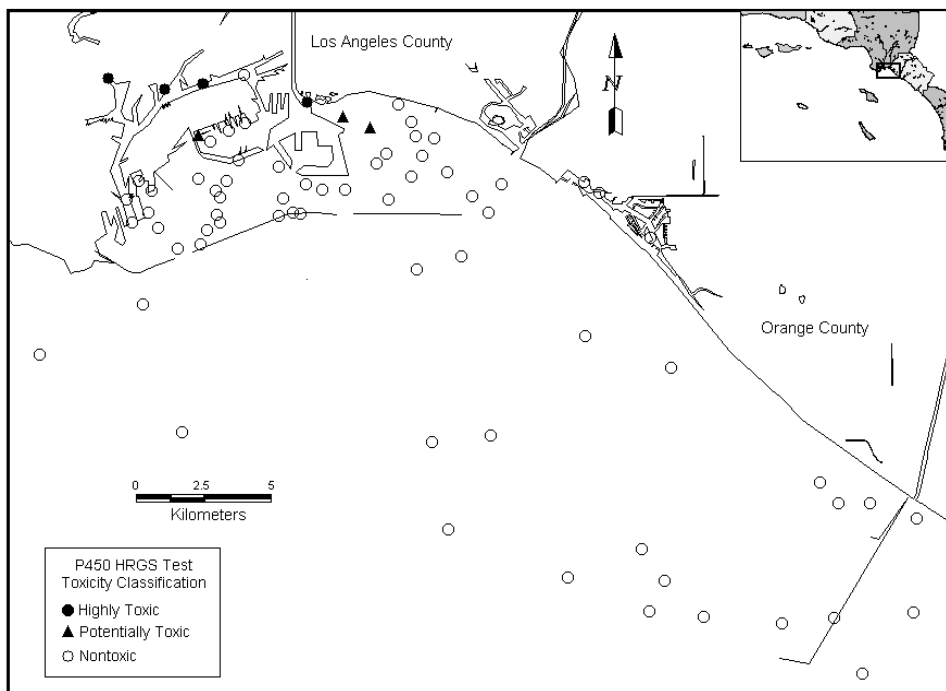 Los Angeles County
N
Orange County
0 2.5 5
Kilometers
P450 HRGS Test
Toxicity Classification
Highly Toxic
Potentially Toxic
Nontoxic